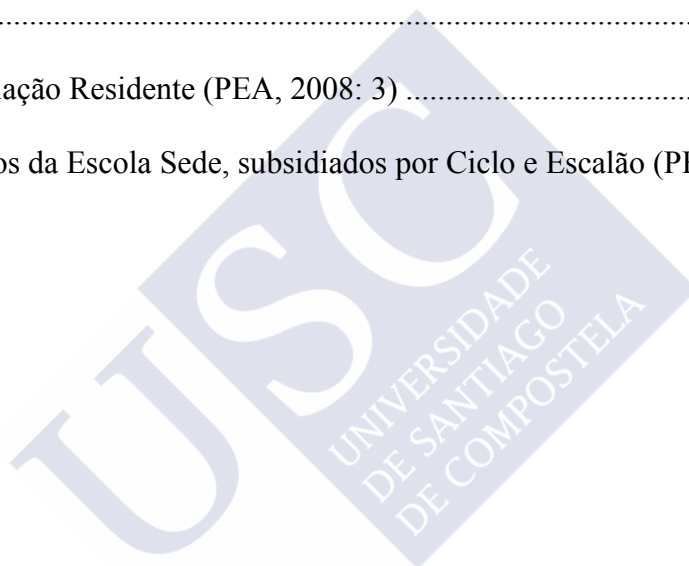 ........................................................................................
ação Residente (PEA, 2008: 3) ....................................
os da Escola Sede, subsidiados por Ciclo e Escalão (P
USC
UNIVERSIDADE
DE SANTIAGO
DE COMPOSTELA